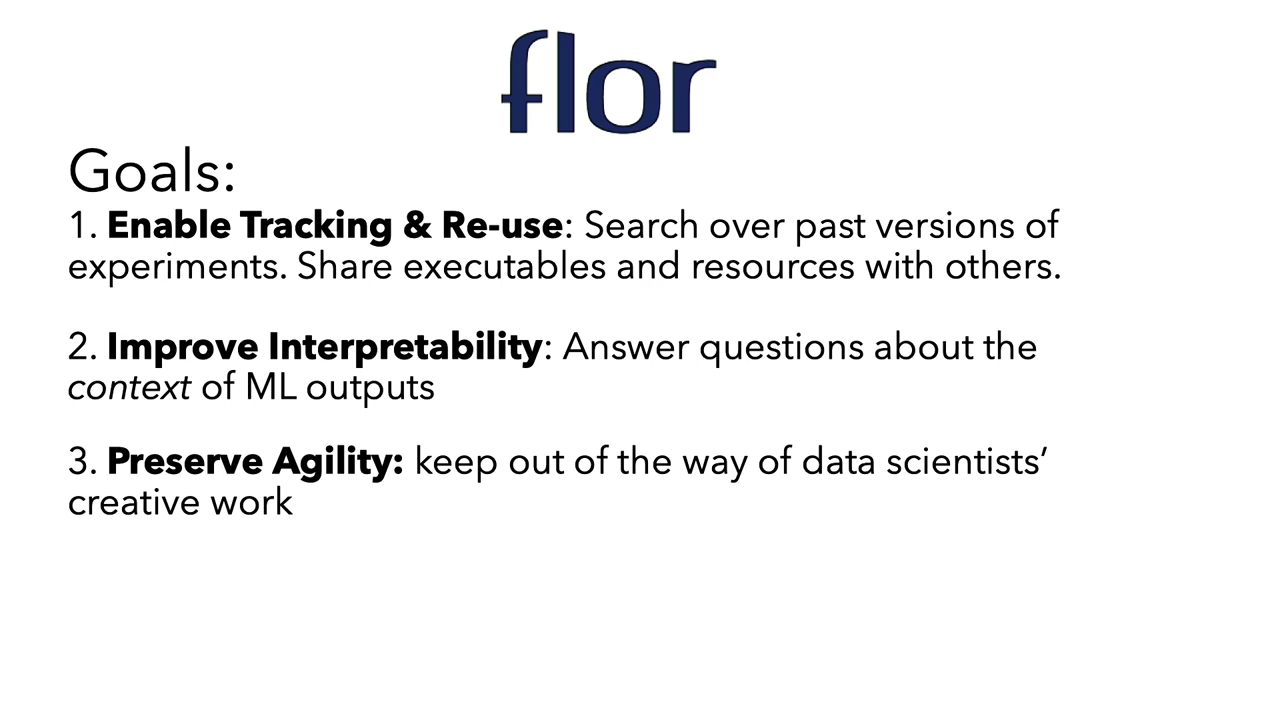 flor
Goals:
1. Enable Tracking & Re-use: Search over past versions of
experiments. Share executables and resources with others.
2. Improve Interpretability: Answer questions about the
context of ML outputs
3. Preserve Agility: keep out of the way of data scientists’
creative work